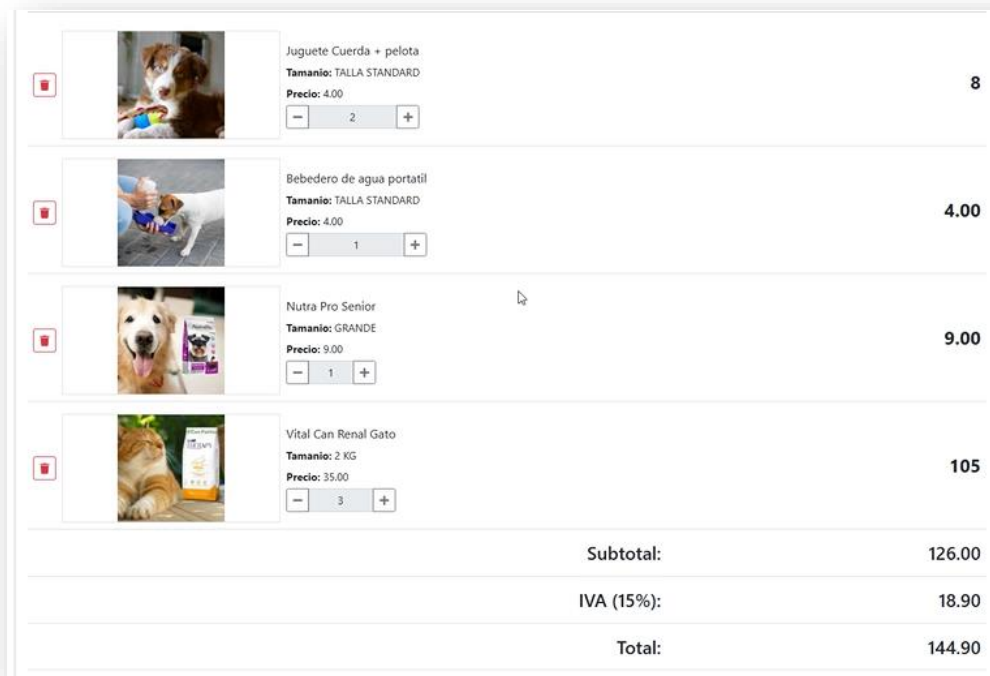 Juguete Cuerda + pelota
Tamanio: TALLA STANDARD
Precio: 4.00
− 2 +
8
Bebedero de agua portatil
Tamanio: TALLA STANDARD
Precio: 4.00
− 1 +
4.00
Nutra Pro Senior
Tamanio: GRANDE
Precio: 9.00
− 1 +
9.00
Vital Can Renal Gato
Tamanio: 2 KG
Precio: 35.00
− 3 +
105
Subtotal: 126.00
IVA (15%): 18.90
Total: 144.90